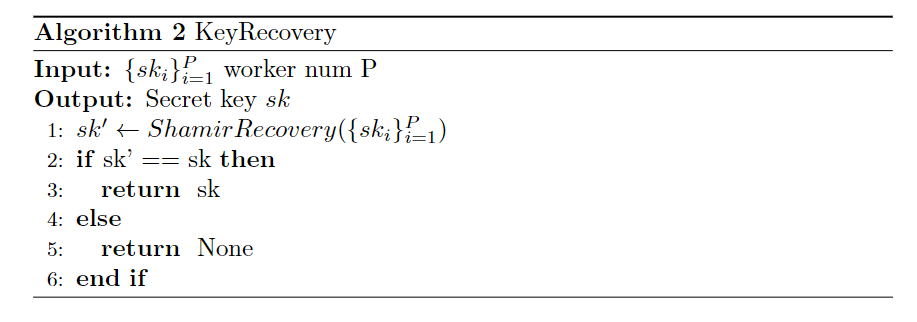 Algorithm 2 KeyRecovery
Input: $\{sk_i\}_{i=1}^{P}$ worker num P
Output: Secret key $sk$
1: $sk' \leftarrow ShamirRecovery(\{sk_i\}_{i=1}^{P})$
2: if sk' == sk then
3: return sk
4: else
5: return None
6: end if